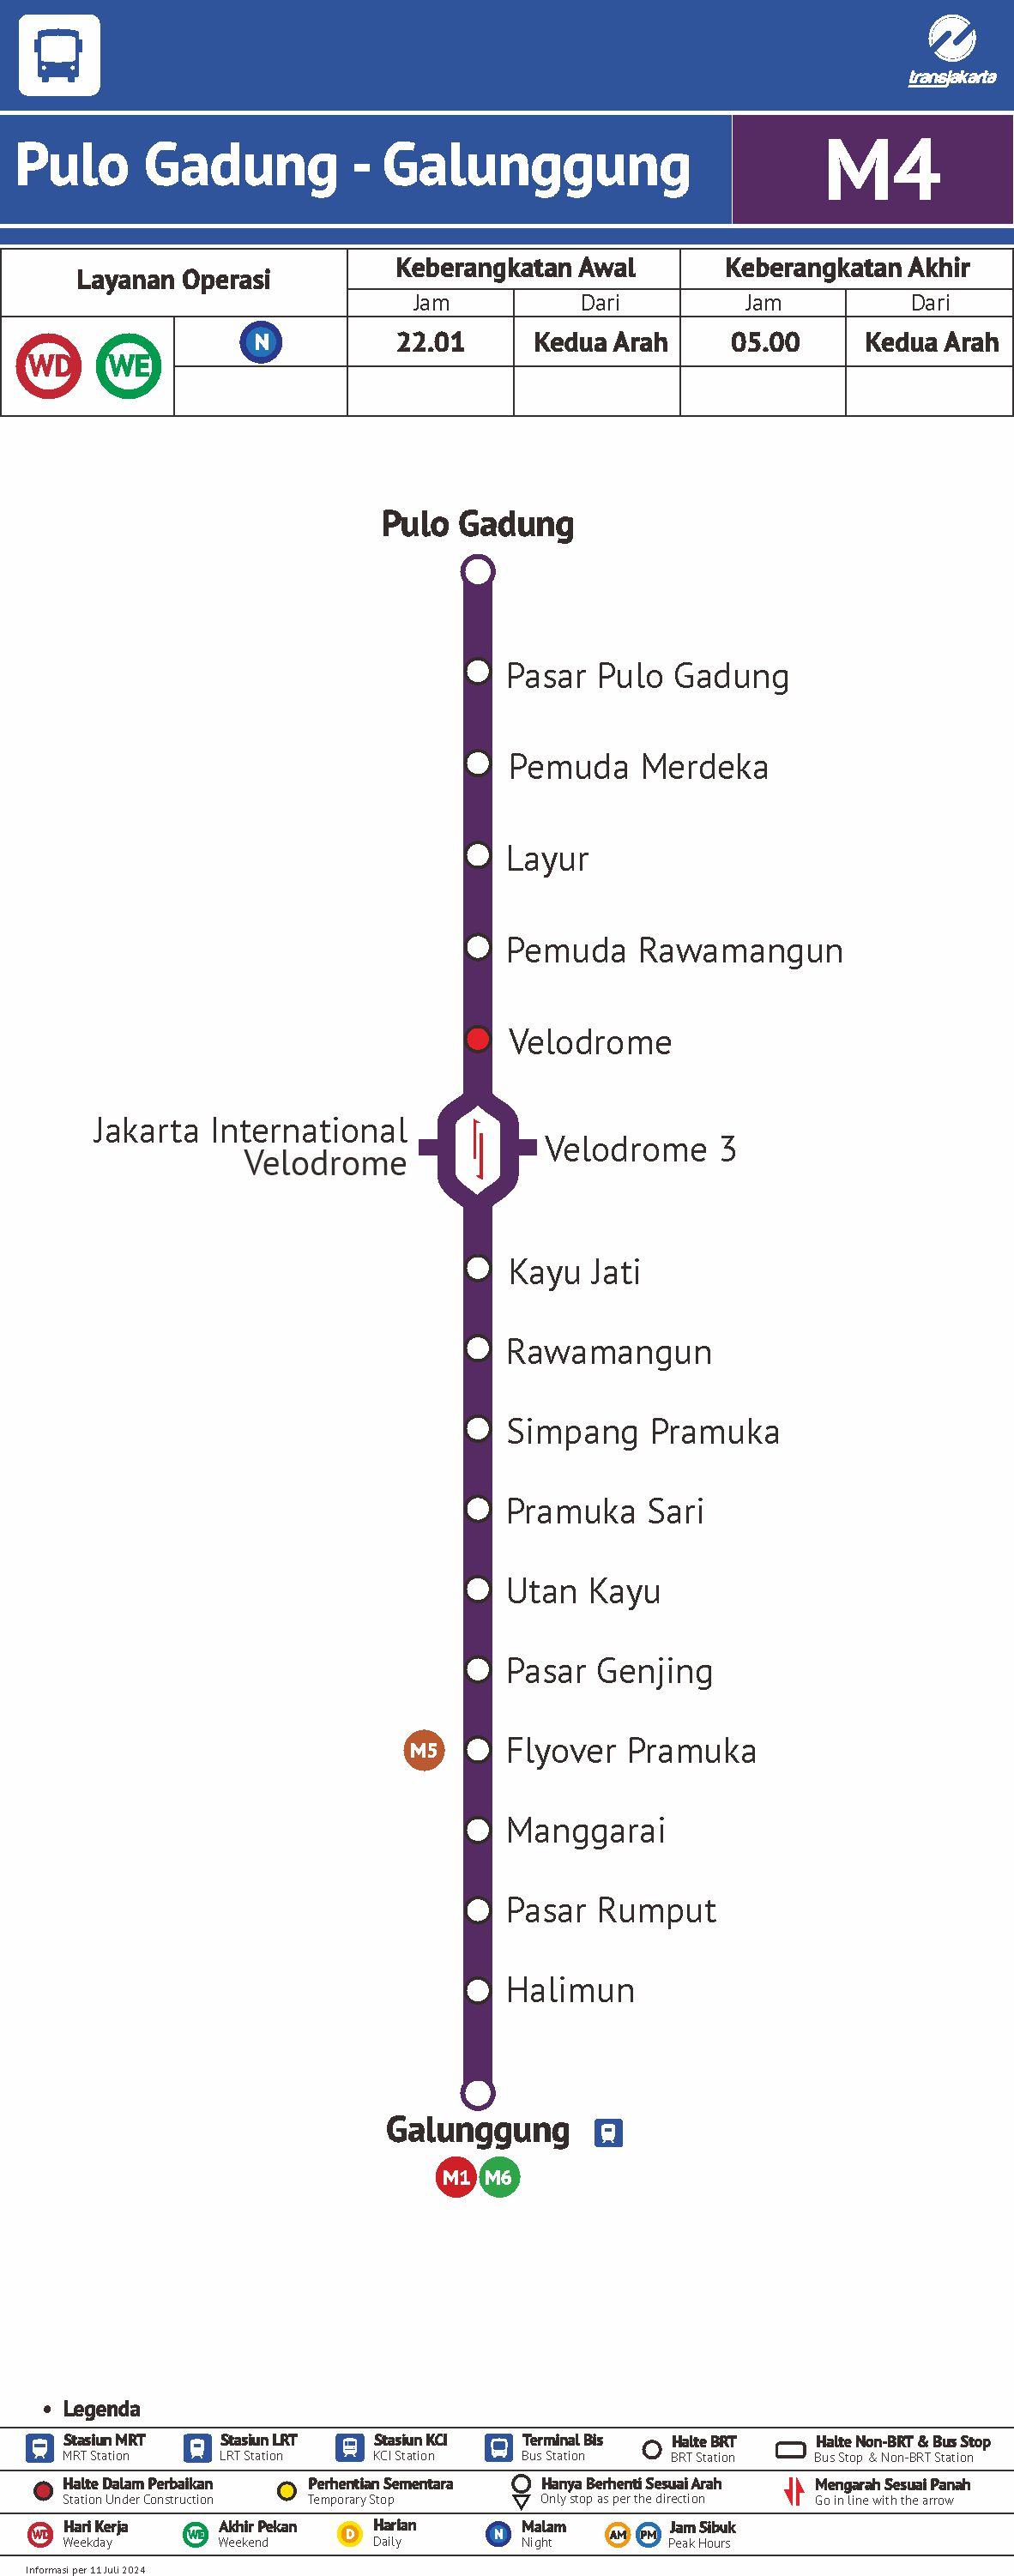 transjakarta
Pulo Gadung - Galunggung
M4
Layanan Operasi
Keberangkatan Awal
Keberangkatan Akhir
Jam
Dari
Jam
Dari
WD
WE
N
22.01
Kedua Arah
05.00
Kedua Arah
Pulo Gadung
Pasar Pulo Gadung
Pemuda Merdeka
Layur
Pemuda Rawamangun
Velodrome
Jakarta International
Velodrome
Velodrome 3
Kayu Jati
Rawamangun
Simpang Pramuka
Pramuka Sari
Utan Kayu
Pasar Genjing
M5
Flyover Pramuka
Manggarai
Pasar Rumput
Halimun
Galunggung
M1
M6
• Legenda
Stasiun MRT
MRT Station
Stasiun LRT
LRT Station
Stasiun KCI
KCI Station
Terminal Bis
Bus Station
Halte BRT
BRT Station
Halte Non-BRT & Bus Stop
Bus Stop & Non-BRT Station
Halte Dalam Perbaikan
Station Under Construction
Perhentian Sementara
Temporary Stop
Hanya Berhenti Sesuai Arah
Only stop as per the direction
Mengarah Sesuai Panah
Go in line with the arrow
WD
Hari Kerja
Weekday
WE
Akhir Pekan
Weekend
D
Harian
Daily
N
Malam
Night
AM
PM
Jam Sibuk
Peak Hours
Informasi per 11 Juli 2024